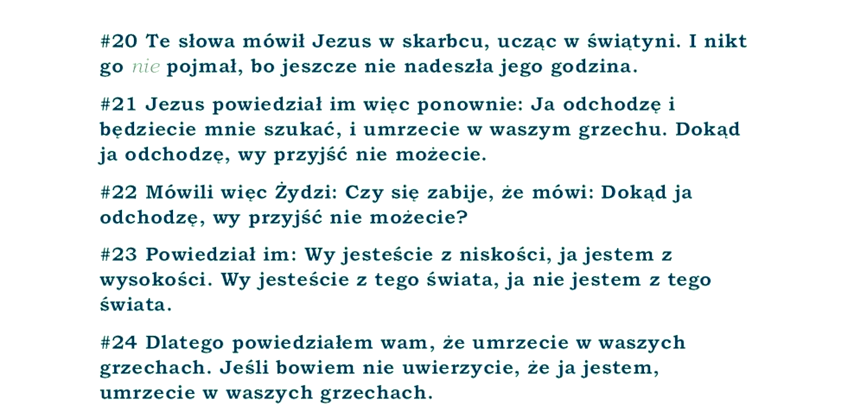 #20 Te słowa mówił Jezus w skarbcu, ucząc w świątyni. I nikt
go nie pojmał, bo jeszcze nie nadeszła jego godzina.
#21 Jezus powiedział im więc ponownie: Ja odchodzę i
będziecie mnie szukać, i umrzecie w waszym grzechu. Dokąd
ja odchodzę, wy przyjść nie możecie.
#22 Mówili więc Żydzi: Czy się zabije, że mówi: Dokąd ja
odchodzę, wy przyjść nie możecie?
#23 Powiedział im: Wy jesteście z niskości, ja jestem z
wysokości. Wy jesteście z tego świata, ja nie jestem z tego
świata.
#24 Dlatego powiedziałem wam, że umrzecie w waszych
grzechach. Jeśli bowiem nie uwierzycie, że ja jestem,
umrzecie w waszych grzechach.